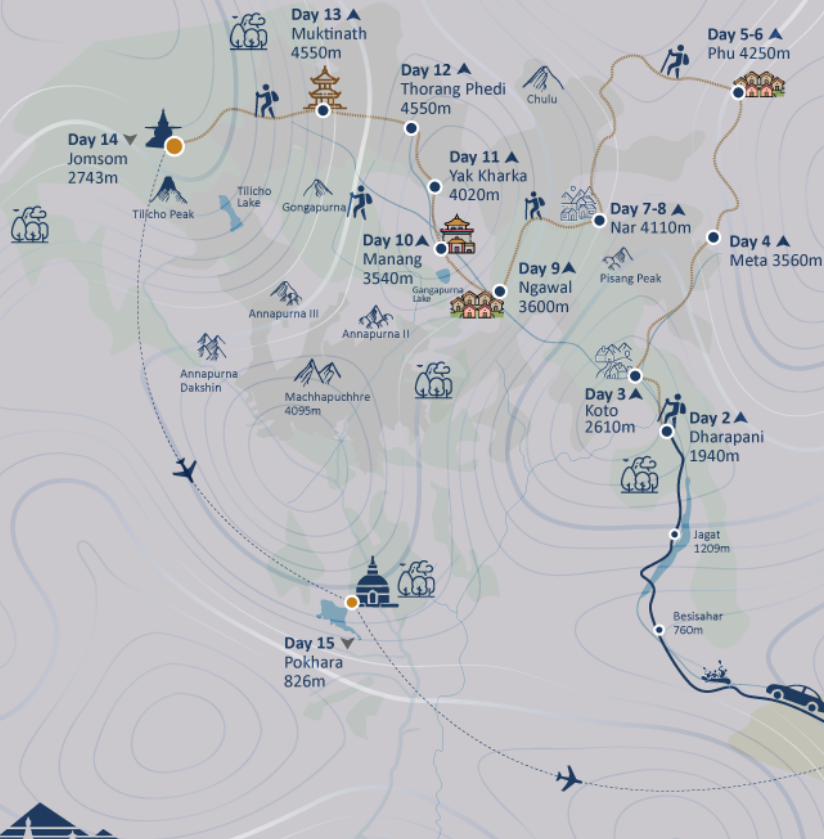 Day 13
Muktinath
4550m
Day 5-6
Phu 4250m
Day 12
Thorang Phedi
4550m
Chulu
Day 14
Jomsom
2743m
Day 11
Yak Kharka
4020m
Tilicho Peak
Tilicho
Lake
Gongapurna
Day 7-8
Nar 4110m
Day 10
Manang
3540m
Day 4
Meta 3560m
Day 9
Ngawal
3600m
Pisang Peak
Gangapurna
Lake
Annapurna III
Annapurna II
Annapurna
Dakshin
Machhapuchhre
4095m
Day 3
Koto
2610m
Day 2
Dharapani
1940m
Jagat
1209m
Besisahar
760m
Day 15
Pokhara
826m